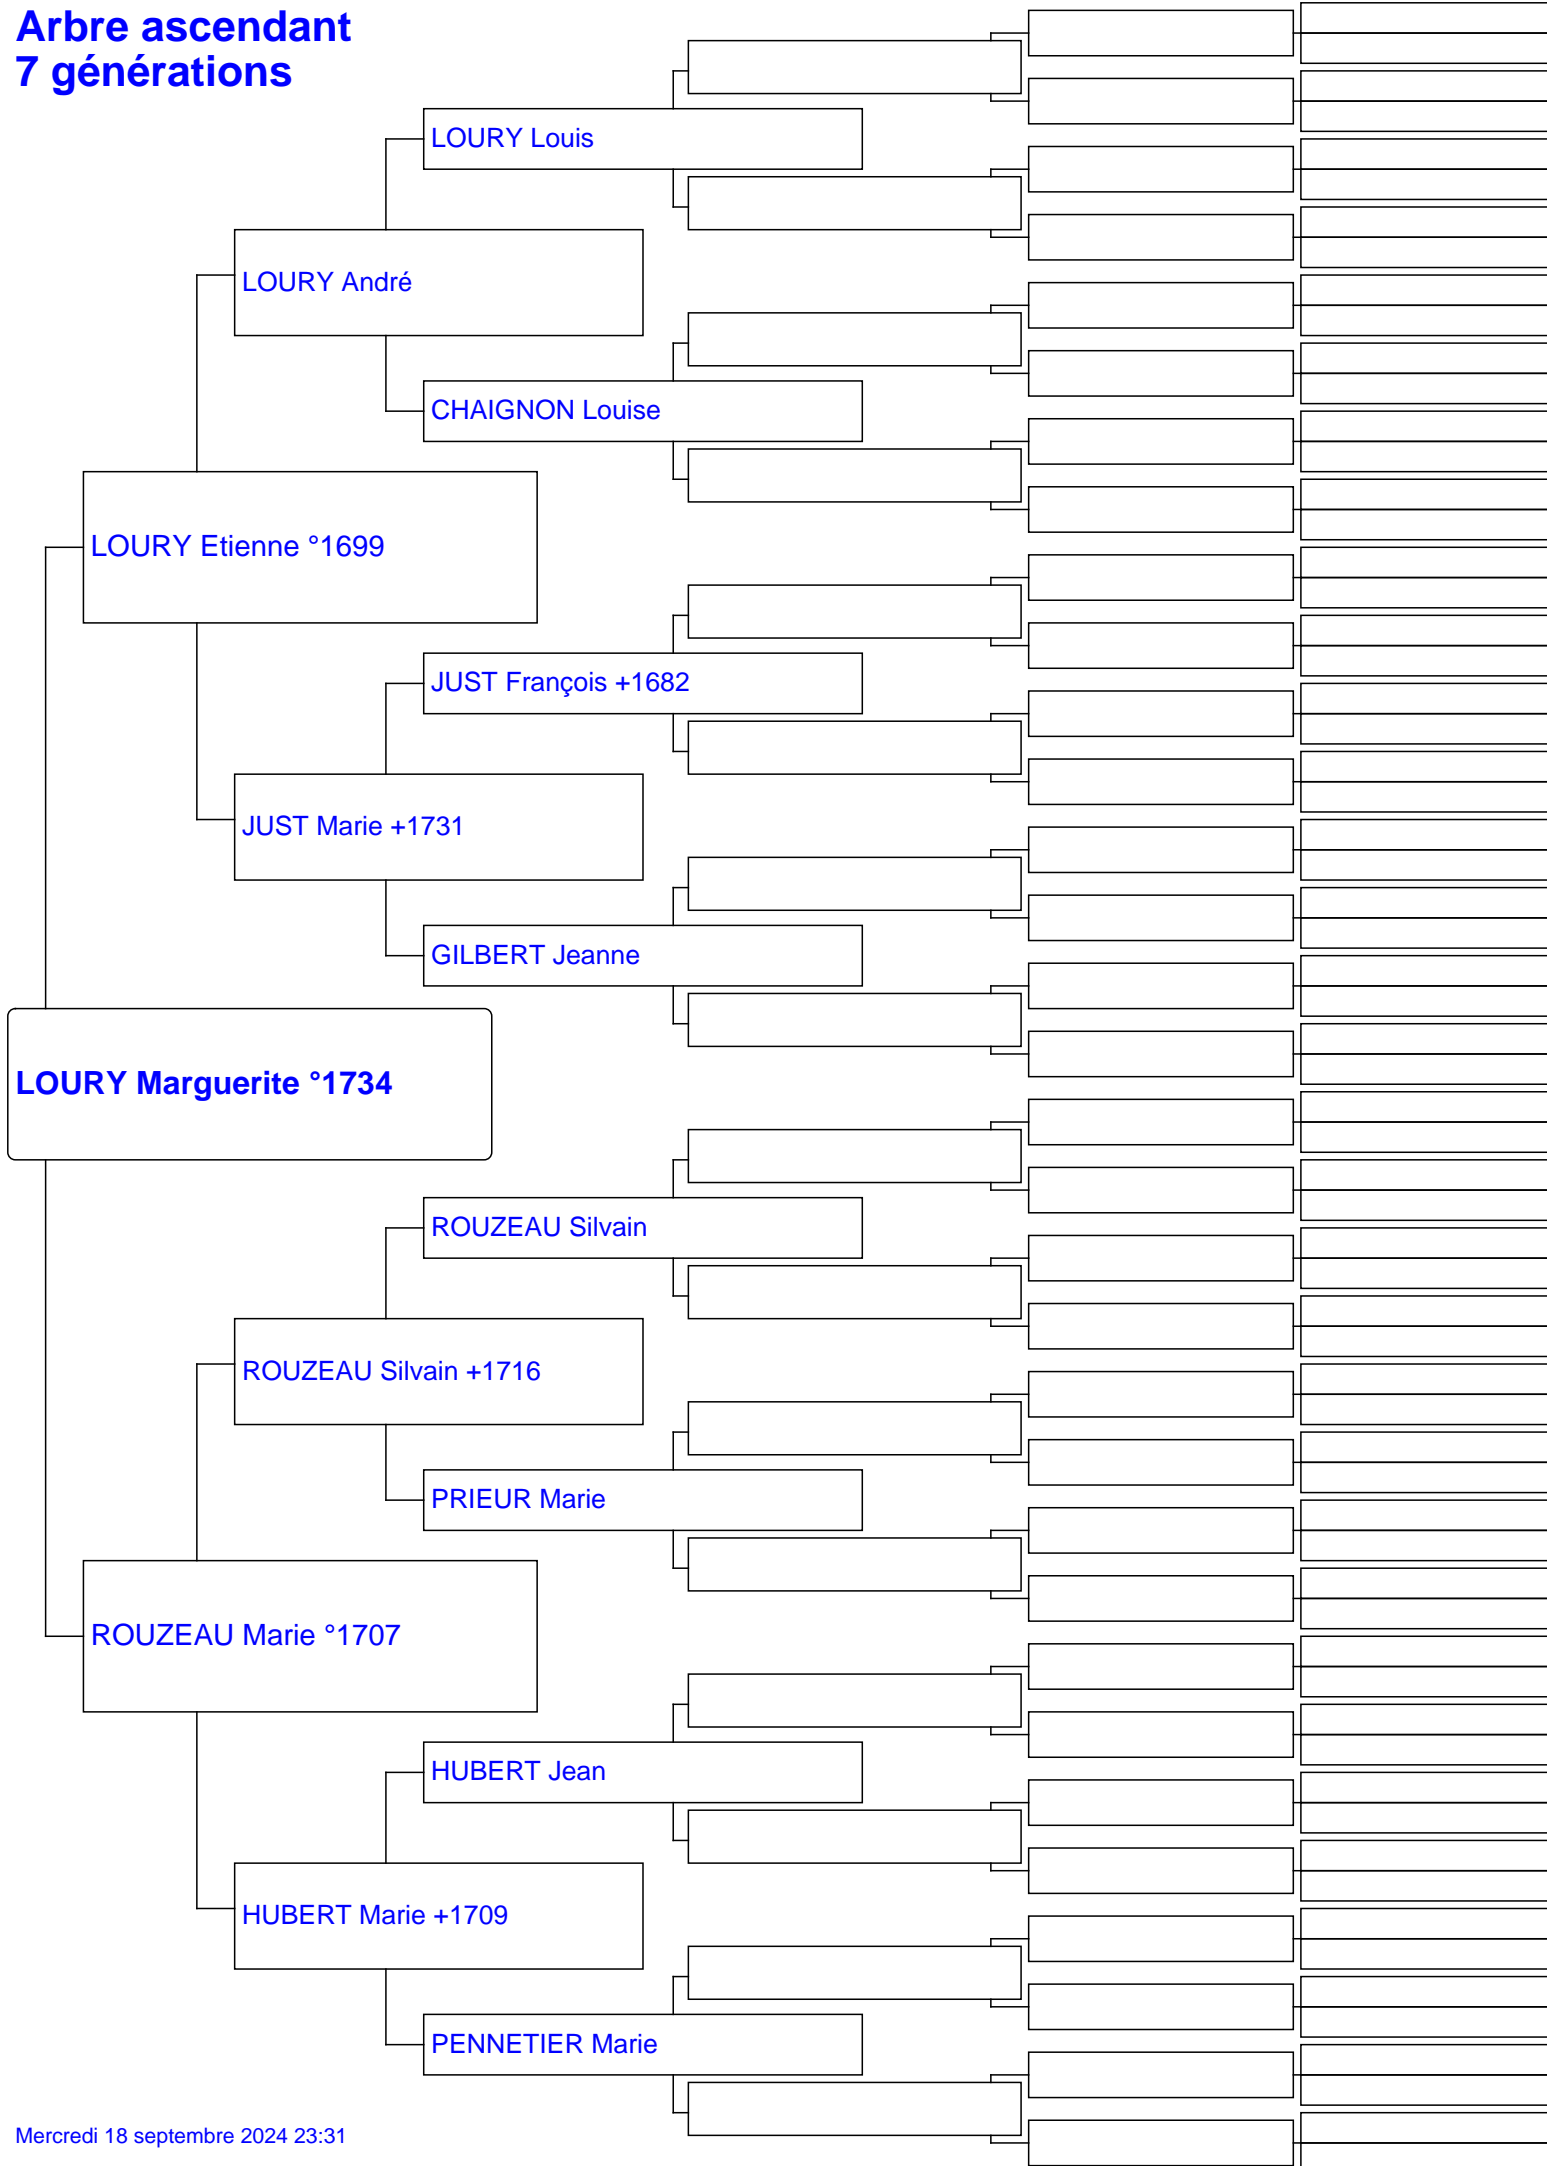 Arbre ascendant
7 générations
LOURY Louis
LOURY André
CHAIGNON Louise
LOURY Etienne °1699
JUST François +1682
JUST Marie +1731
GILBERT Jeanne
LOURY Marguerite °1734
ROUZEAU Silvain
ROUZEAU Silvain +1716
PRIEUR Marie
ROUZEAU Marie °1707
HUBERT Jean
HUBERT Marie +1709
PENNETIER Marie
Mercredi 18 septembre 2024 23:31